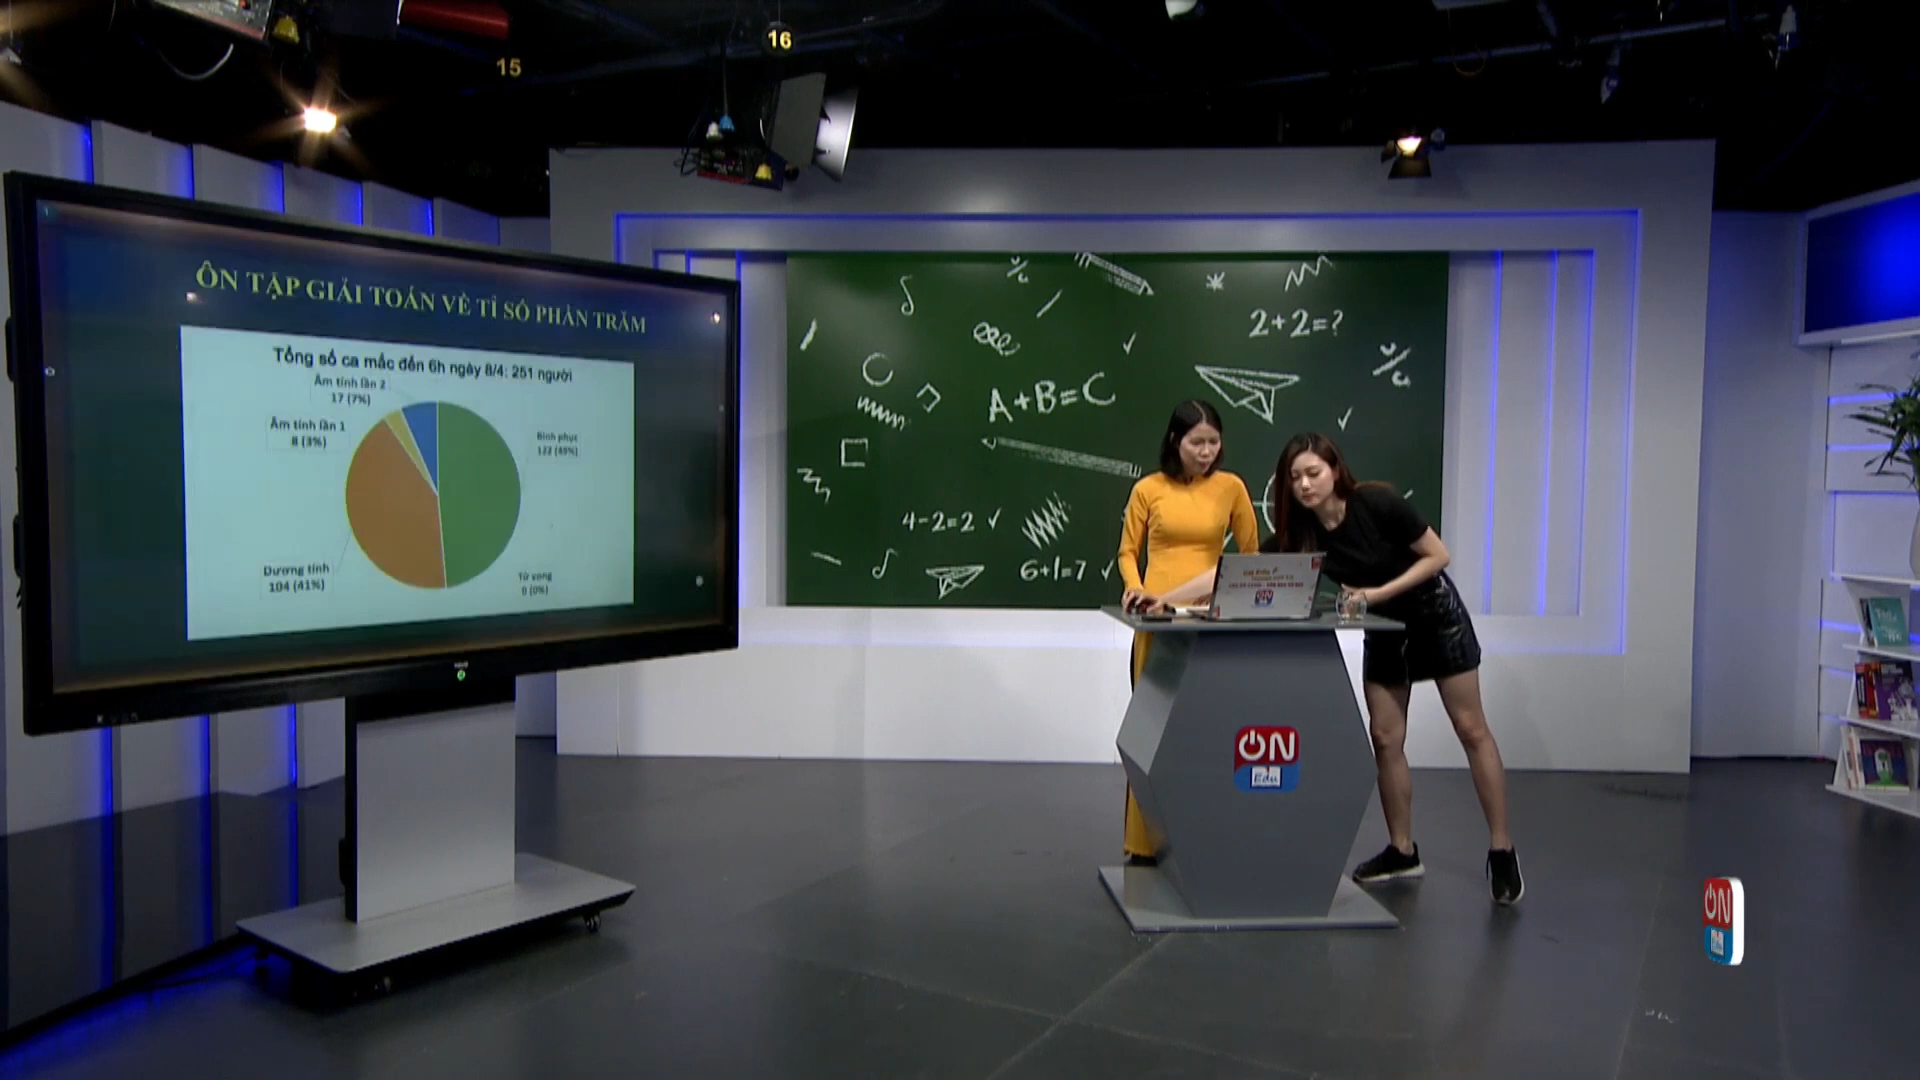 15
16
ÔN TẬP GIẢI TOÁN VỀ TỈ SỐ PHẦN TRĂM
Tổng số ca mắc đến 6h ngày 8/4: 251 người
Âm tính lần 2
17 (7%)
Âm tính lần 1
8 (3%)
Bình phục
122 (49%)
Dương tính
104 (41%)
Tử vong
0 (0%)
2+2=?
A+B=C
4-2=2
6+1=7
ON
Edu
ON
ON